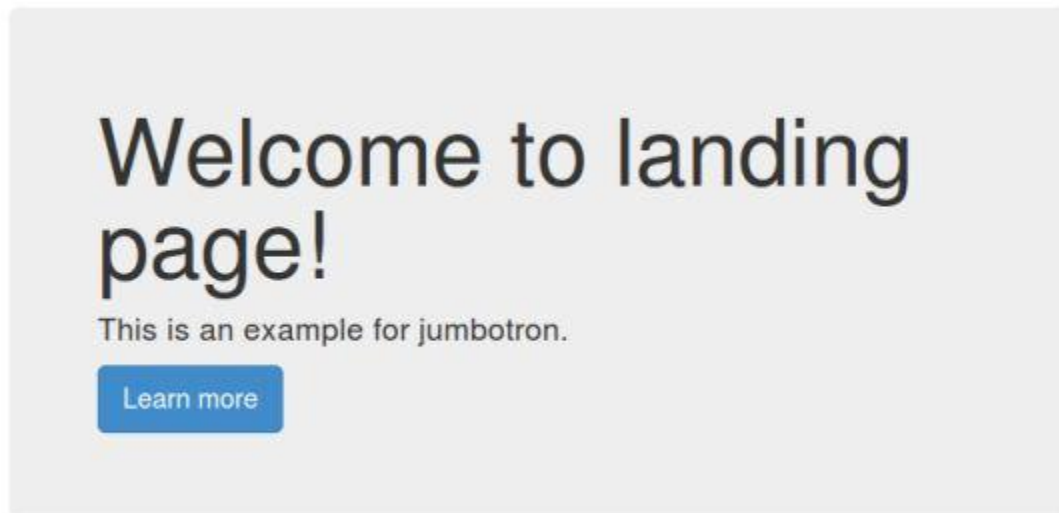 Welcome to landing
page!
This is an example for jumbotron.
Learn more